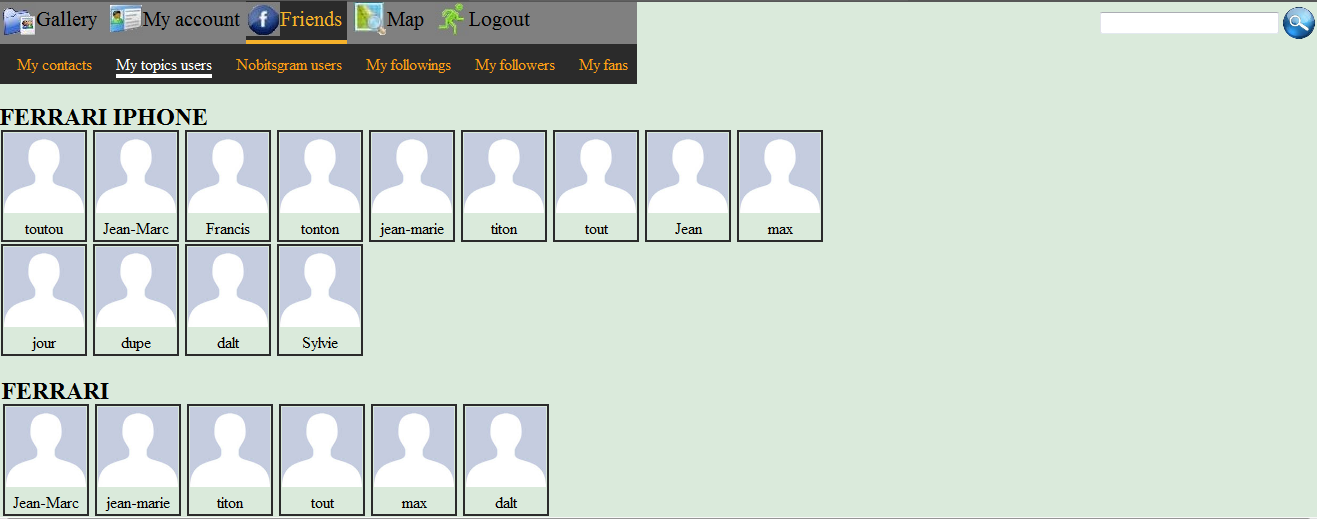 Gallery My account Friends Map Logout
My contacts My topics users Nobitsgram users My followings My followers My fans
FERRARI IPHONE
toutou Jean-Marc Francis tonton jean-marie titon tout Jean max
jour dupe dalt Sylvie
FERRARI
Jean-Marc jean-marie titon tout max dalt